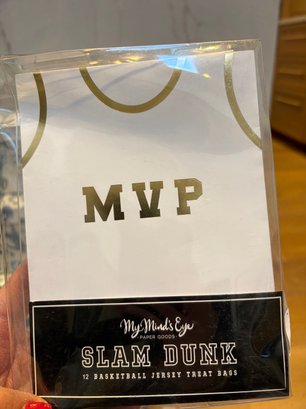 MVP
My Mind's Eye
PAPER GOODS
SLAM DUNK
12 BASKETBALL JERSEY TREAT BAGS